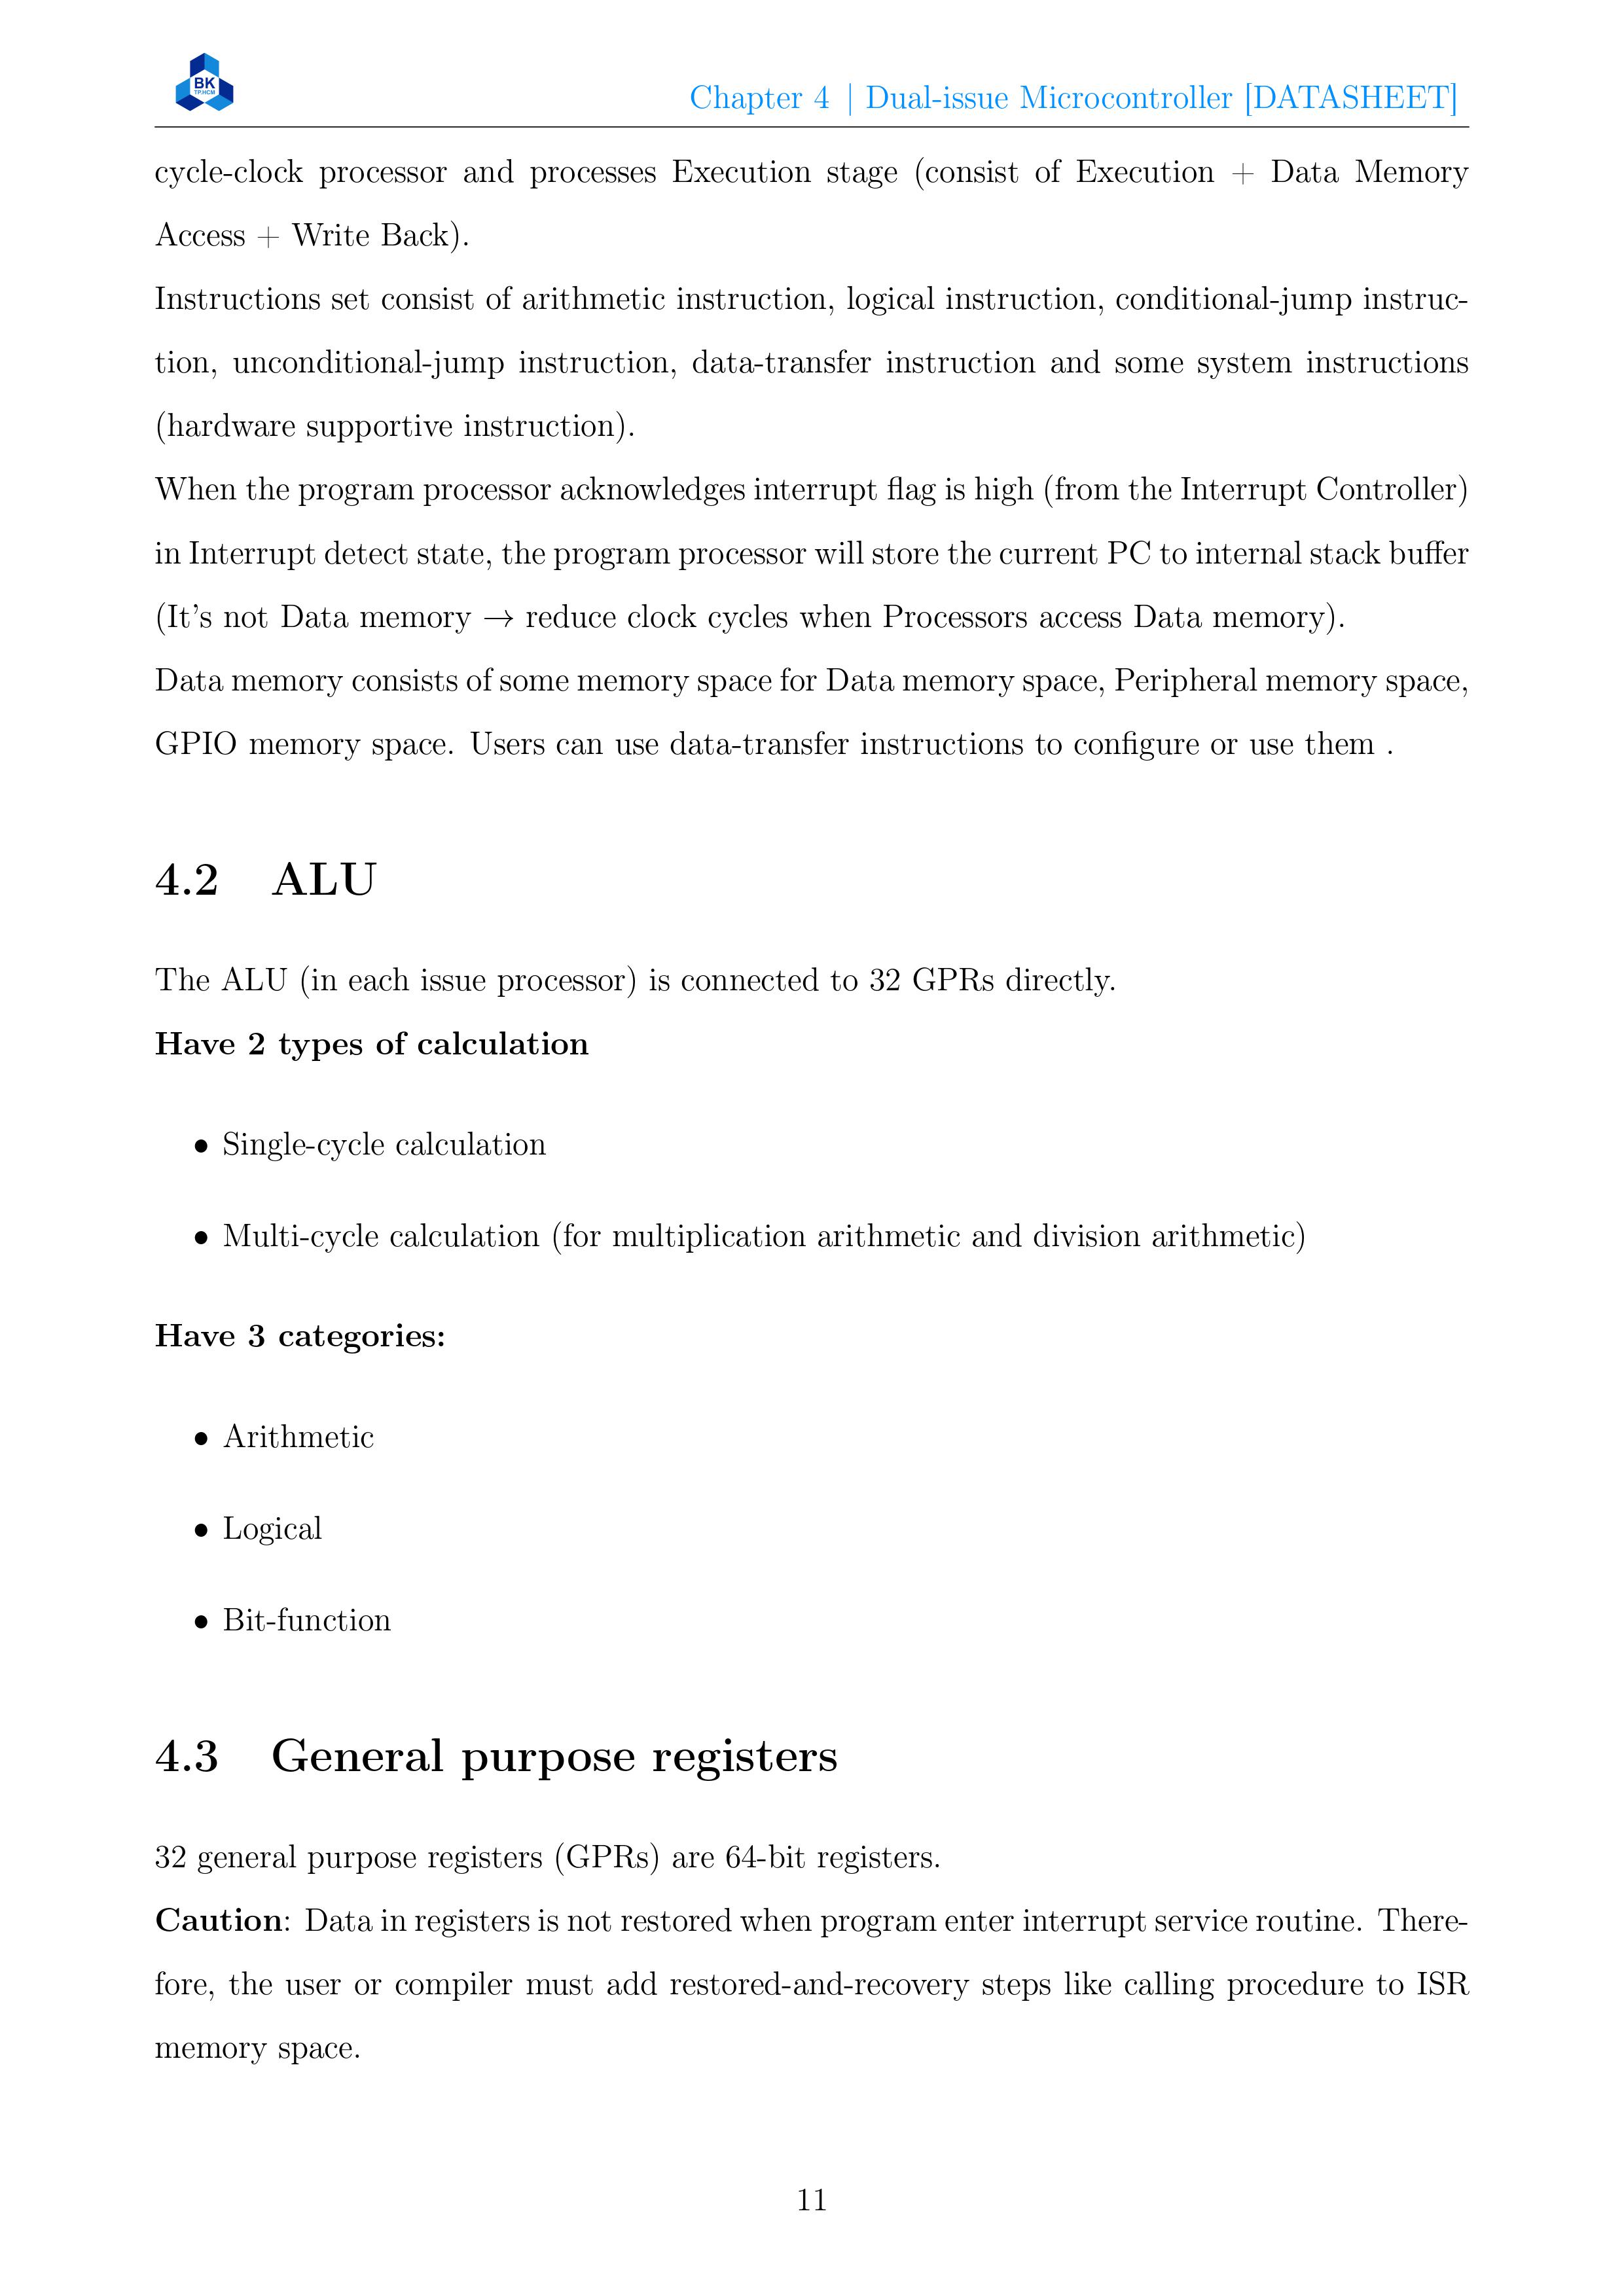 BK
TP.HCM
Chapter 4 | Dual-issue Microcontroller [DATASHEET]
cycle-clock processor and processes Execution stage (consist of Execution + Data Memory
Access + Write Back).
Instructions set consist of arithmetic instruction, logical instruction, conditional-jump instruc-
tion, unconditional-jump instruction, data-transfer instruction and some system instructions
(hardware supportive instruction).
When the program processor acknowledges interrupt flag is high (from the Interrupt Controller)
in Interrupt detect state, the program processor will store the current PC to internal stack buffer
(It's not Data memory → reduce clock cycles when Processors access Data memory).
Data memory consists of some memory space for Data memory space, Peripheral memory space,
GPIO memory space. Users can use data-transfer instructions to configure or use them .
4.2 ALU
The ALU (in each issue processor) is connected to 32 GPRs directly.
Have 2 types of calculation
• Single-cycle calculation
• Multi-cycle calculation (for multiplication arithmetic and division arithmetic)
Have 3 categories:
• Arithmetic
• Logical
• Bit-function
4.3 General purpose registers
32 general purpose registers (GPRs) are 64-bit registers.
Caution: Data in registers is not restored when program enter interrupt service routine. There-
fore, the user or compiler must add restored-and-recovery steps like calling procedure to ISR
memory space.
11